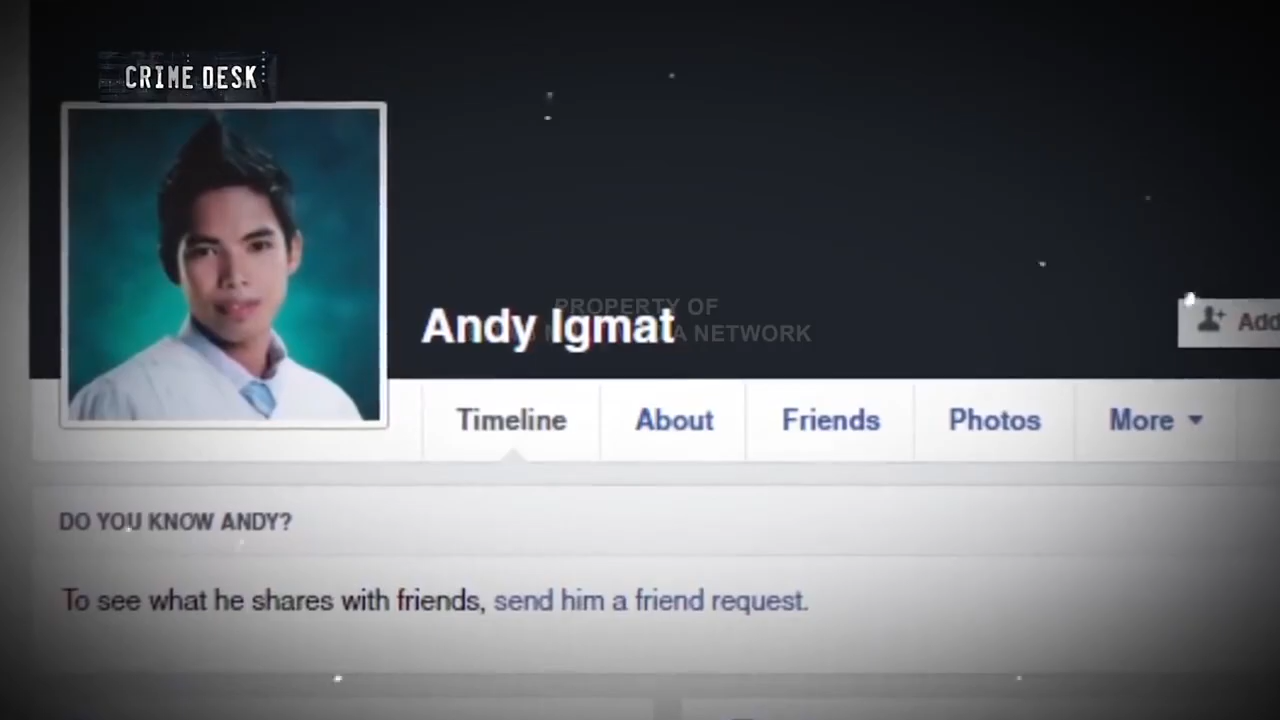 CRIME DESK
PROPERTY OF
Andy Igmat
A NETWORK
Add
Timeline
About
Friends
Photos
More
DO YOU KNOW ANDY?
To see what he shares with friends, send him a friend request.